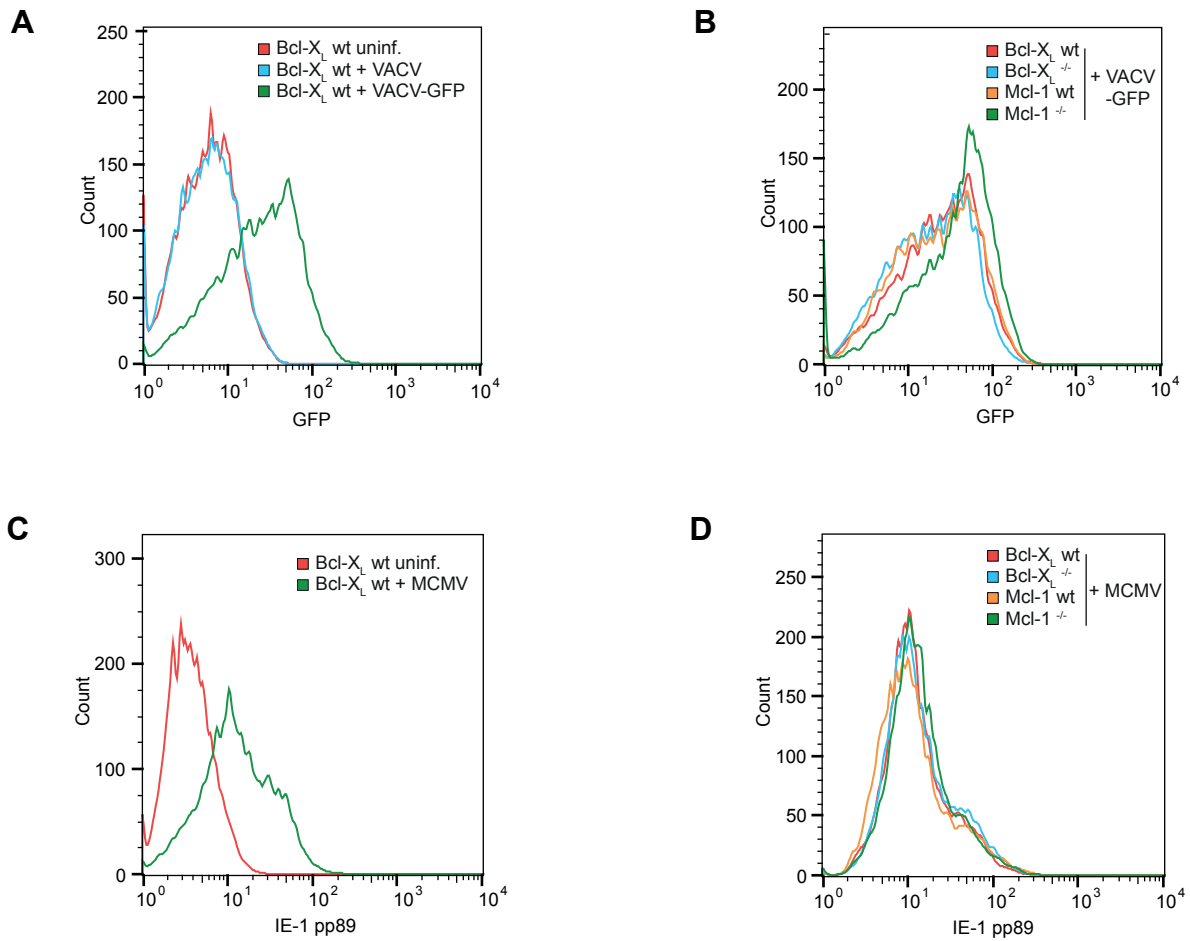 A
250
200
150
100
50
0
Count
Bcl-X_L wt uninf.
Bcl-X_L wt + VACV
Bcl-X_L wt + VACV-GFP
10^0 10^1 10^2 10^3 10^4
GFP
B
200
150
100
50
0
Count
Bcl-X_L wt
Bcl-X_L -/-
Mcl-1 wt
Mcl-1 -/-
+ VACV
-GFP
10^0 10^1 10^2 10^3 10^4
GFP
C
300
200
100
0
Count
Bcl-X_L wt uninf.
Bcl-X_L wt + MCMV
10^0 10^1 10^2 10^3 10^4
IE-1 pp89
D
250
200
150
100
50
0
Count
Bcl-X_L wt
Bcl-X_L -/-
Mcl-1 wt
Mcl-1 -/-
+ MCMV
10^0 10^1 10^2 10^3 10^4
IE-1 pp89